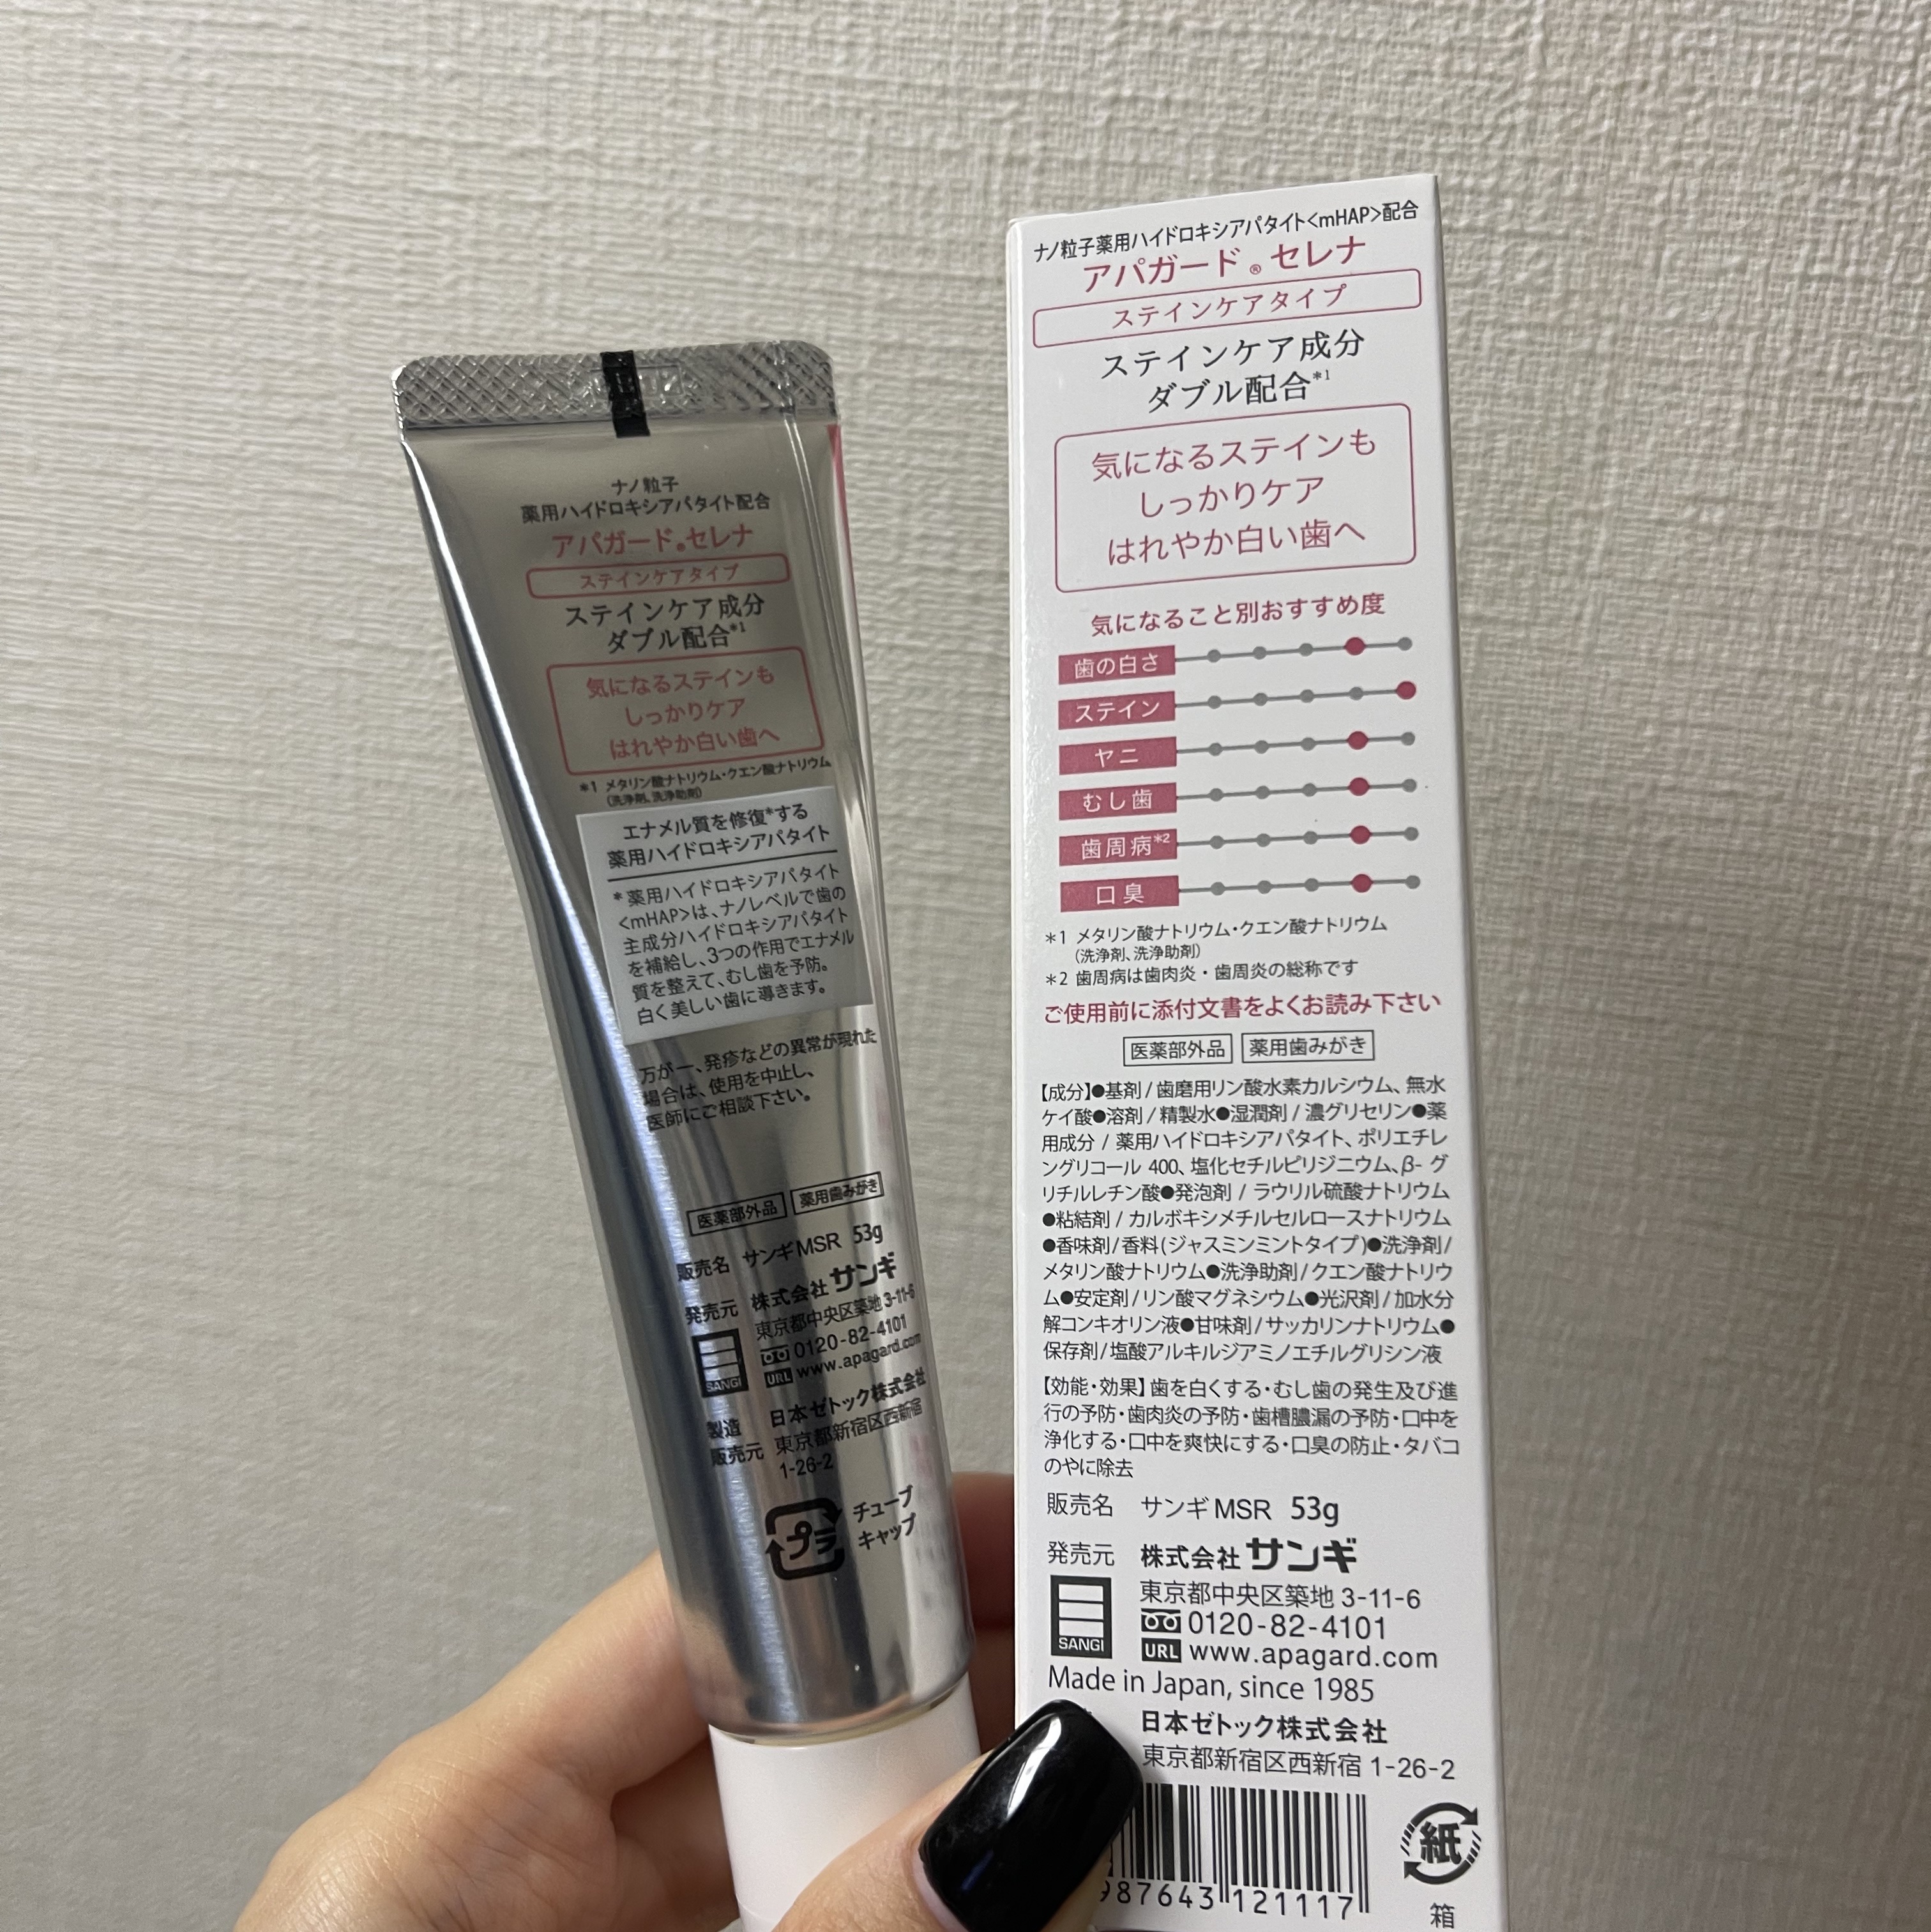 ナノ粒子
薬用ハイドロキシアパタイト配合
アパガード®セレナ
ステインケアタイプ
ステインケア成分
ダブル配合*1
気になるステインも
しっかりケア
はれやか白い歯へ
*1 メタリン酸ナトリウム・クエン酸ナトリウム
(洗浄剤、洗浄助剤)
エナメル質を修復*する
薬用ハイドロキシアパタイト
*薬用ハイドロキシアパタイト
<mHAP>は、ナノレベルで歯の
主成分ハイドロキシアパタイト
を補給し、3つの作用でエナメル
質を整えて、むし歯を予防。
白く美しい歯に導きます。
万が一、発疹などの異常が現れた
場合は、使用を中止し、
医師にご相談下さい。
医薬部外品 薬用歯みがき
販売名 サンギMSR 53g
発売元 株式会社サンギ
東京都中央区築地3-11-6
0120-82-4101
URL www.apagard.com
SANGI
製造
販売元
日本ゼトック株式会社
東京都新宿区西新宿
1-26-2
プラ
チューブ
キャップ
ナノ粒子薬用ハイドロキシアパタイト<mHAP>配合
アパガード®セレナ
ステインケアタイプ
ステインケア成分
ダブル配合*1
気になるステインも
しっかりケア
はれやか白い歯へ
気になること別おすすめ度
歯の白さ
ステイン
ヤニ
むし歯
歯周病*2
口臭
*1 メタリン酸ナトリウム・クエン酸ナトリウム
(洗浄剤、洗浄助剤)
*2 歯周病は歯肉炎・歯周炎の総称です
ご使用前に添付文書をよくお読み下さい
医薬部外品 薬用歯みがき
【成分】●基剤/歯磨用リン酸水素カルシウム、無水
ケイ酸●溶剤/精製水●湿潤剤/濃グリセリン●薬
用成分/薬用ハイドロキシアパタイト、ポリエチレ
ングリコール 400、塩化セチルピリジニウム、β-グ
リチルレチン酸●発泡剤/ラウリル硫酸ナトリウム
●粘結剤/カルボキシメチルセルロースナトリウム
●香味剤/香料(ジャスミンミントタイプ)●洗浄剤/
メタリン酸ナトリウム●洗浄助剤/クエン酸ナトリウ
ム●安定剤/リン酸マグネシウム●光沢剤/加水分
解コンキオリン液●甘味剤/サッカリンナトリウム●
保存剤/塩酸アルキルジアミノエチルグリシン液
【効能・効果】歯を白くする・むし歯の発生及び進
行の予防・歯肉炎の予防・歯槽膿漏の予防・口中を
浄化する・口中を爽快にする・口臭の防止・タバコ
のやに除去
販売名 サンギMSR 53g
発売元 株式会社サンギ
東京都中央区築地 3-11-6
0120-82-4101
URL www.apagard.com
SANGI
Made in Japan, since 1985
日本ゼトック株式会社
東京都新宿区西新宿 1-26-2
987643 121117
紙
箱